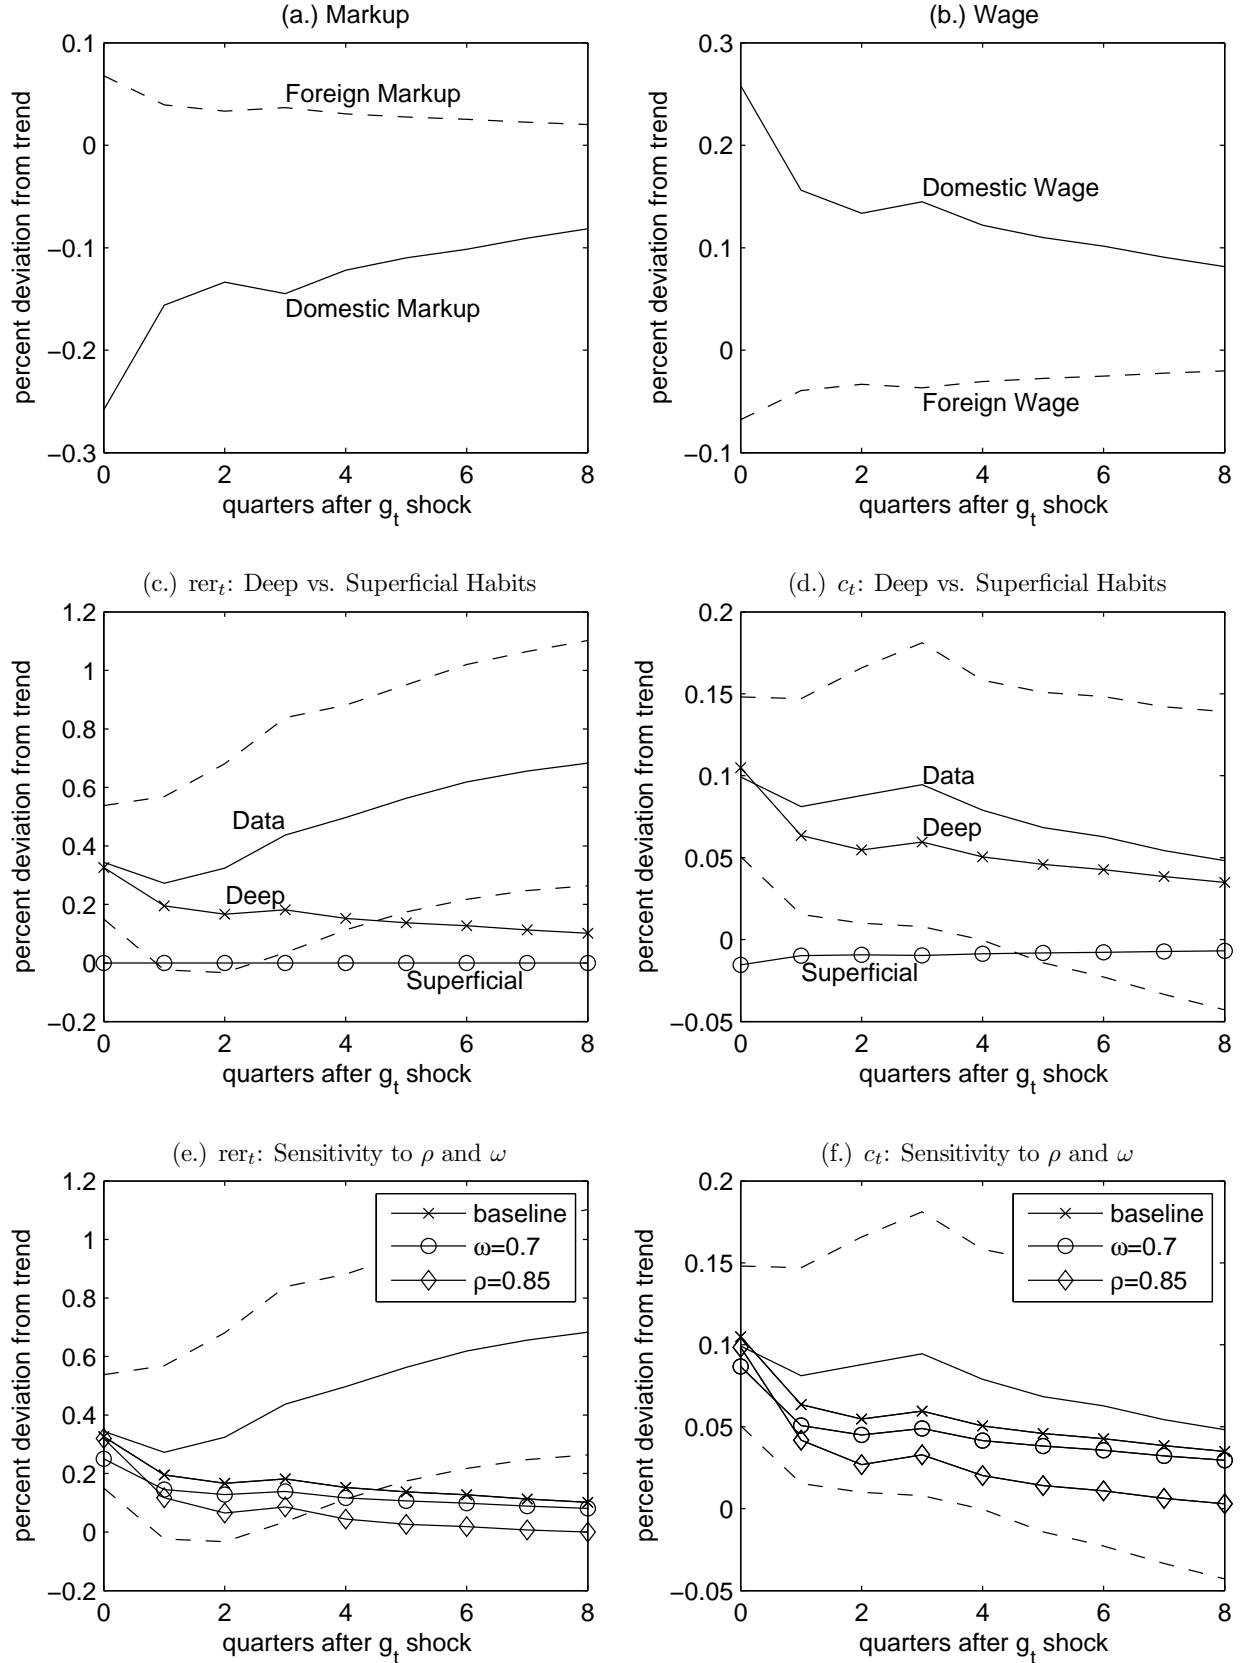 (a.) Markup
percent deviation from trend
0.1
0
−0.1
−0.2
−0.3
Foreign Markup
Domestic Markup
0 2 4 6 8
quarters after g_t shock
(b.) Wage
percent deviation from trend
0.3
0.2
0.1
0
−0.1
Domestic Wage
Foreign Wage
0 2 4 6 8
quarters after g_t shock
(c.) rer_t: Deep vs. Superficial Habits
percent deviation from trend
1.2
1
0.8
0.6
0.4
0.2
0
−0.2
Data
Deep
Superficial
0 2 4 6 8
quarters after g_t shock
(d.) c_t: Deep vs. Superficial Habits
percent deviation from trend
0.2
0.15
0.1
0.05
0
−0.05
Data
Deep
Superficial
0 2 4 6 8
quarters after g_t shock
(e.) rer_t: Sensitivity to ρ and ω
percent deviation from trend
1.2
1
0.8
0.6
0.4
0.2
0
−0.2
baseline
ω=0.7
ρ=0.85
0 2 4 6 8
quarters after g_t shock
(f.) c_t: Sensitivity to ρ and ω
percent deviation from trend
0.2
0.15
0.1
0.05
0
−0.05
baseline
ω=0.7
ρ=0.85
0 2 4 6 8
quarters after g_t shock